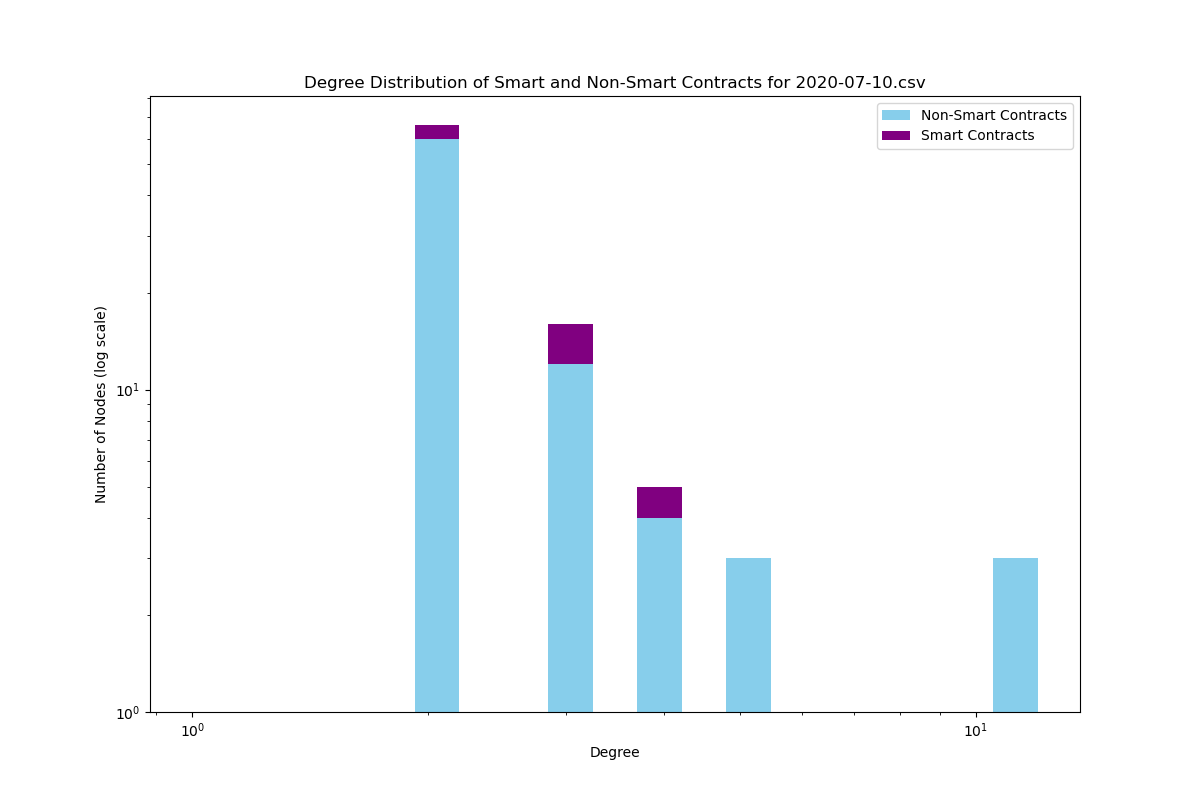 Degree Distribution of Smart and Non-Smart Contracts for 2020-07-10.csv
Non-Smart Contracts
Smart Contracts
Number of Nodes (log scale)
10¹
10⁰
10⁰ 10¹
Degree